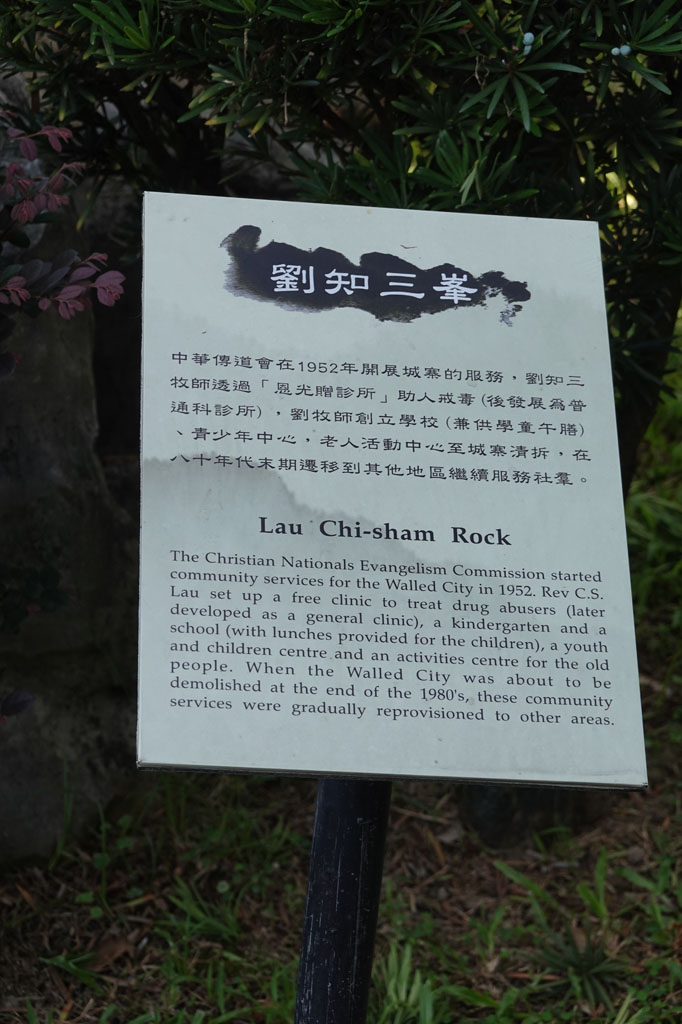 劉知三峯
中華傳道會在1952年開展城寨的服務，劉知三
牧師透過「恩光贈診所」助人戒毒(後發展為普
通科診所)，劉牧師創立學校(兼供學童午膳)
、青少年中心，老人活動中心至城寨清拆，在
八十年代末期遷移到其他地區繼續服務社羣。
Lau Chi-sham Rock
The Christian Nationals Evangelism Commission started
community services for the Walled City in 1952. Rev C.S.
Lau set up a free clinic to treat drug abusers (later
developed as a general clinic), a kindergarten and a
school (with lunches provided for the children), a youth
and children centre and an activities centre for the old
people. When the Walled City was about to be
demolished at the end of the 1980's, these community
services were gradually reprovisioned to other areas.